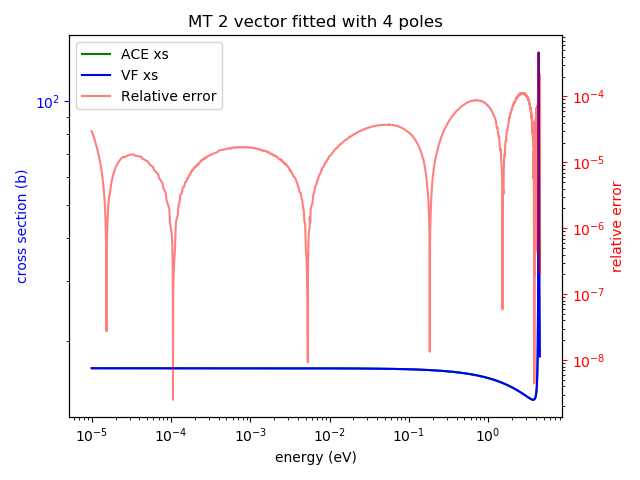 MT 2 vector fitted with 4 poles
ACE xs
VF xs
Relative error
cross section (b)
10²
10⁻⁴
10⁻⁵
10⁻⁶
10⁻⁷
10⁻⁸
relative error
10⁻⁵ 10⁻⁴ 10⁻³ 10⁻² 10⁻¹ 10⁰
energy (eV)